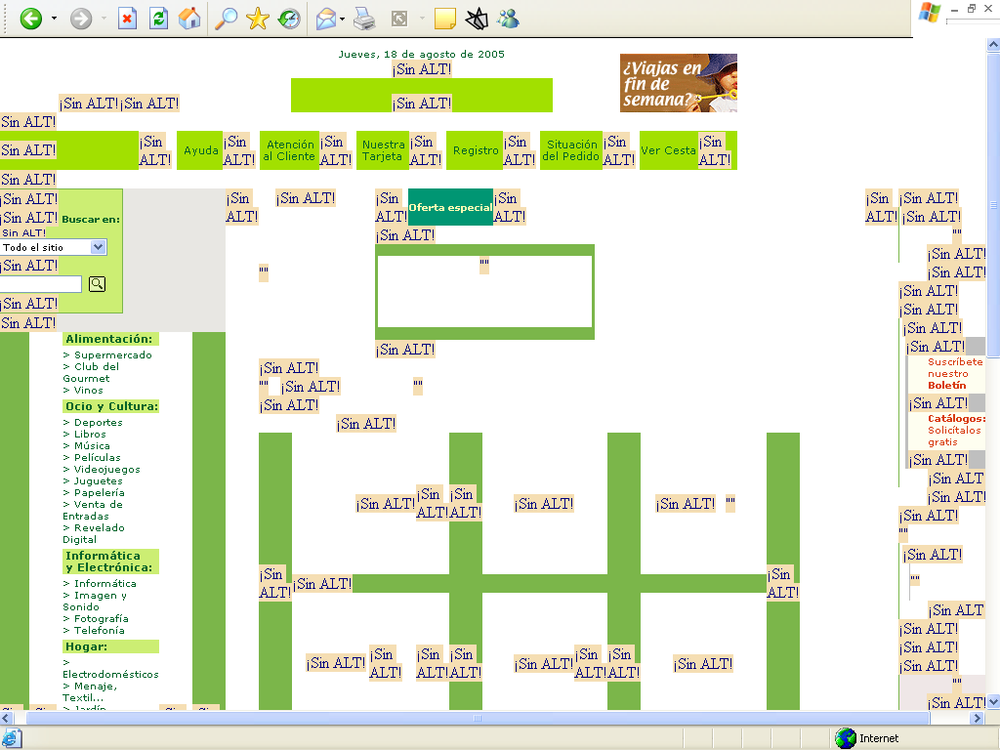 Jueves, 18 de agosto de 2005
¡Sin ALT!
¿Viajas en
fin de
semana?
¡Sin ALT!¡Sin ALT!
¡Sin ALT!
Sin ALT!
Sin ALT!
¡Sin
ALT!
Ayuda
¡Sin
ALT!
Atención
al Cliente
¡Sin
ALT!
Nuestra
Tarjeta
¡Sin
ALT!
Registro
¡Sin
ALT!
Situación
del Pedido
¡Sin
ALT!
Ver Cesta
¡Sin
ALT!
Sin ALT!
¡Sin ALT!
¡Sin ALT!
Buscar en:
Sin ALT!
Todo el sitio
¡Sin ALT!
¡Sin ALT!
Sin ALT!
Alimentación:
> Supermercado
> Club del
Gourmet
> Vinos
Ocio y Cultura:
> Deportes
> Libros
> Música
> Películas
> Videojuegos
> Juguetes
> Papelería
> Venta de
Entradas
> Revelado
Digital
Informática
y Electrónica:
> Informática
> Imagen y
Sonido
> Fotografía
> Telefonía
Hogar:
>
Electrodomésticos
> Menaje,
Textil...
> Jardín
¡Sin
ALT!
¡Sin ALT!
¡Sin
ALT!
Oferta especial
¡Sin
ALT!
¡Sin ALT!
""
""
¡Sin ALT!
¡Sin ALT!
""
¡Sin ALT!
""
¡Sin ALT!
¡Sin ALT!
¡Sin ALT!
¡Sin
ALT!
¡Sin
ALT!
¡Sin ALT!
¡Sin ALT!
""
¡Sin
ALT!
¡Sin ALT!
¡Sin
ALT!
¡Sin ALT!
¡Sin
ALT!
¡Sin
ALT!
¡Sin
ALT!
¡Sin ALT!
¡Sin
ALT!
¡Sin
ALT!
¡Sin ALT!
¡Sin
ALT!
¡Sin ALT!
¡Sin ALT!
""
¡Sin ALT!
¡Sin ALT!
¡Sin ALT!
¡Sin ALT!
¡Sin ALT!
¡Sin ALT!
Suscríbete
nuestro
Boletín
¡Sin ALT!
Catálogos:
Solicítalos
gratis
¡Sin ALT!
¡Sin ALT
¡Sin ALT!
¡Sin ALT!
""
¡Sin ALT!
""
¡Sin ALT
¡Sin ALT!
¡Sin ALT!
¡Sin ALT!
""
¡Sin ALT!
Internet